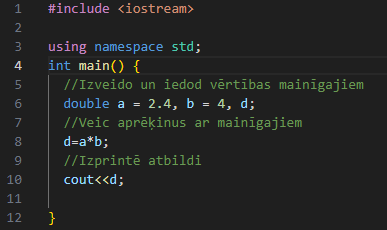 1 #include <iostream>
2
3 using namespace std;
4 int main() {
5 //Izveido un iedod vērtības mainīgajiem
6 double a = 2.4, b = 4, d;
7 //Veic aprēķinus ar mainīgajiem
8 d=a*b;
9 //Izprintē atbildi
10 cout<<d;
11
12 }